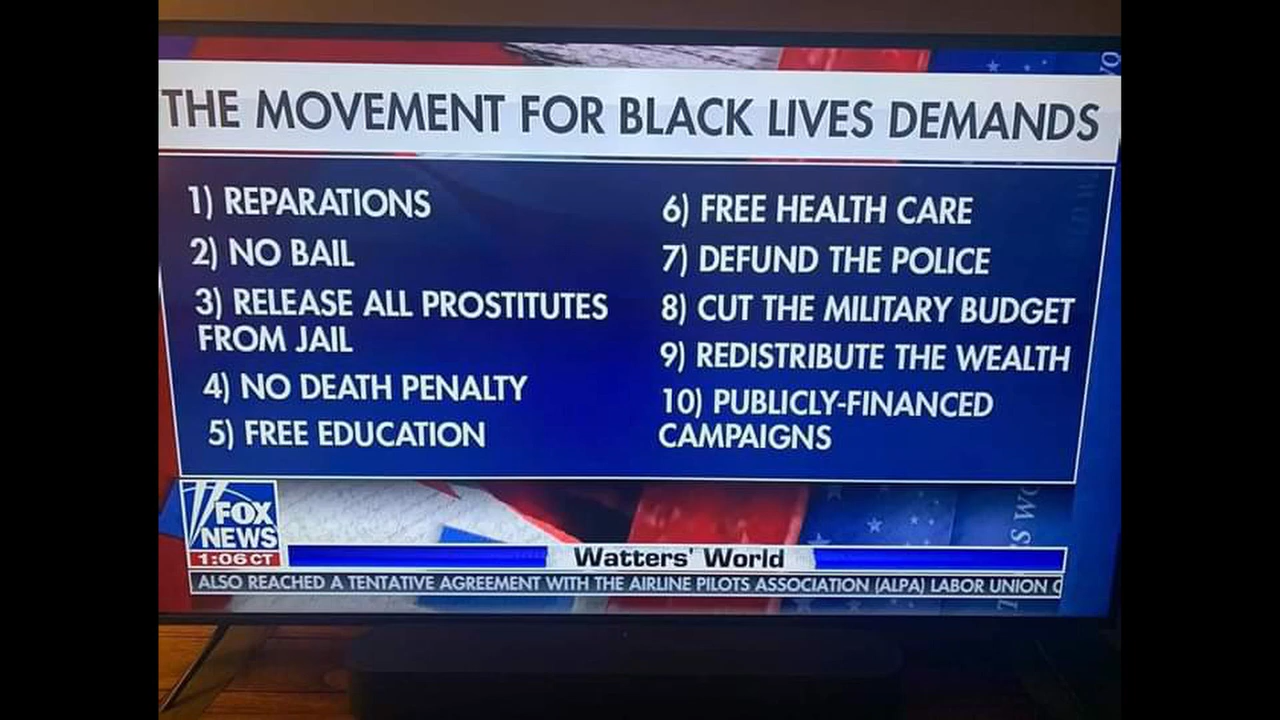 THE MOVEMENT FOR BLACK LIVES DEMANDS
1) REPARATIONS
2) NO BAIL
3) RELEASE ALL PROSTITUTES
FROM JAIL
4) NO DEATH PENALTY
5) FREE EDUCATION
6) FREE HEALTH CARE
7) DEFUND THE POLICE
8) CUT THE MILITARY BUDGET
9) REDISTRIBUTE THE WEALTH
10) PUBLICLY-FINANCED
CAMPAIGNS
FOX
NEWS
1:06 CT
Watters' World
ALSO REACHED A TENTATIVE AGREEMENT WITH THE AIRLINE PILOTS ASSOCIATION (ALPA) LABOR UNION